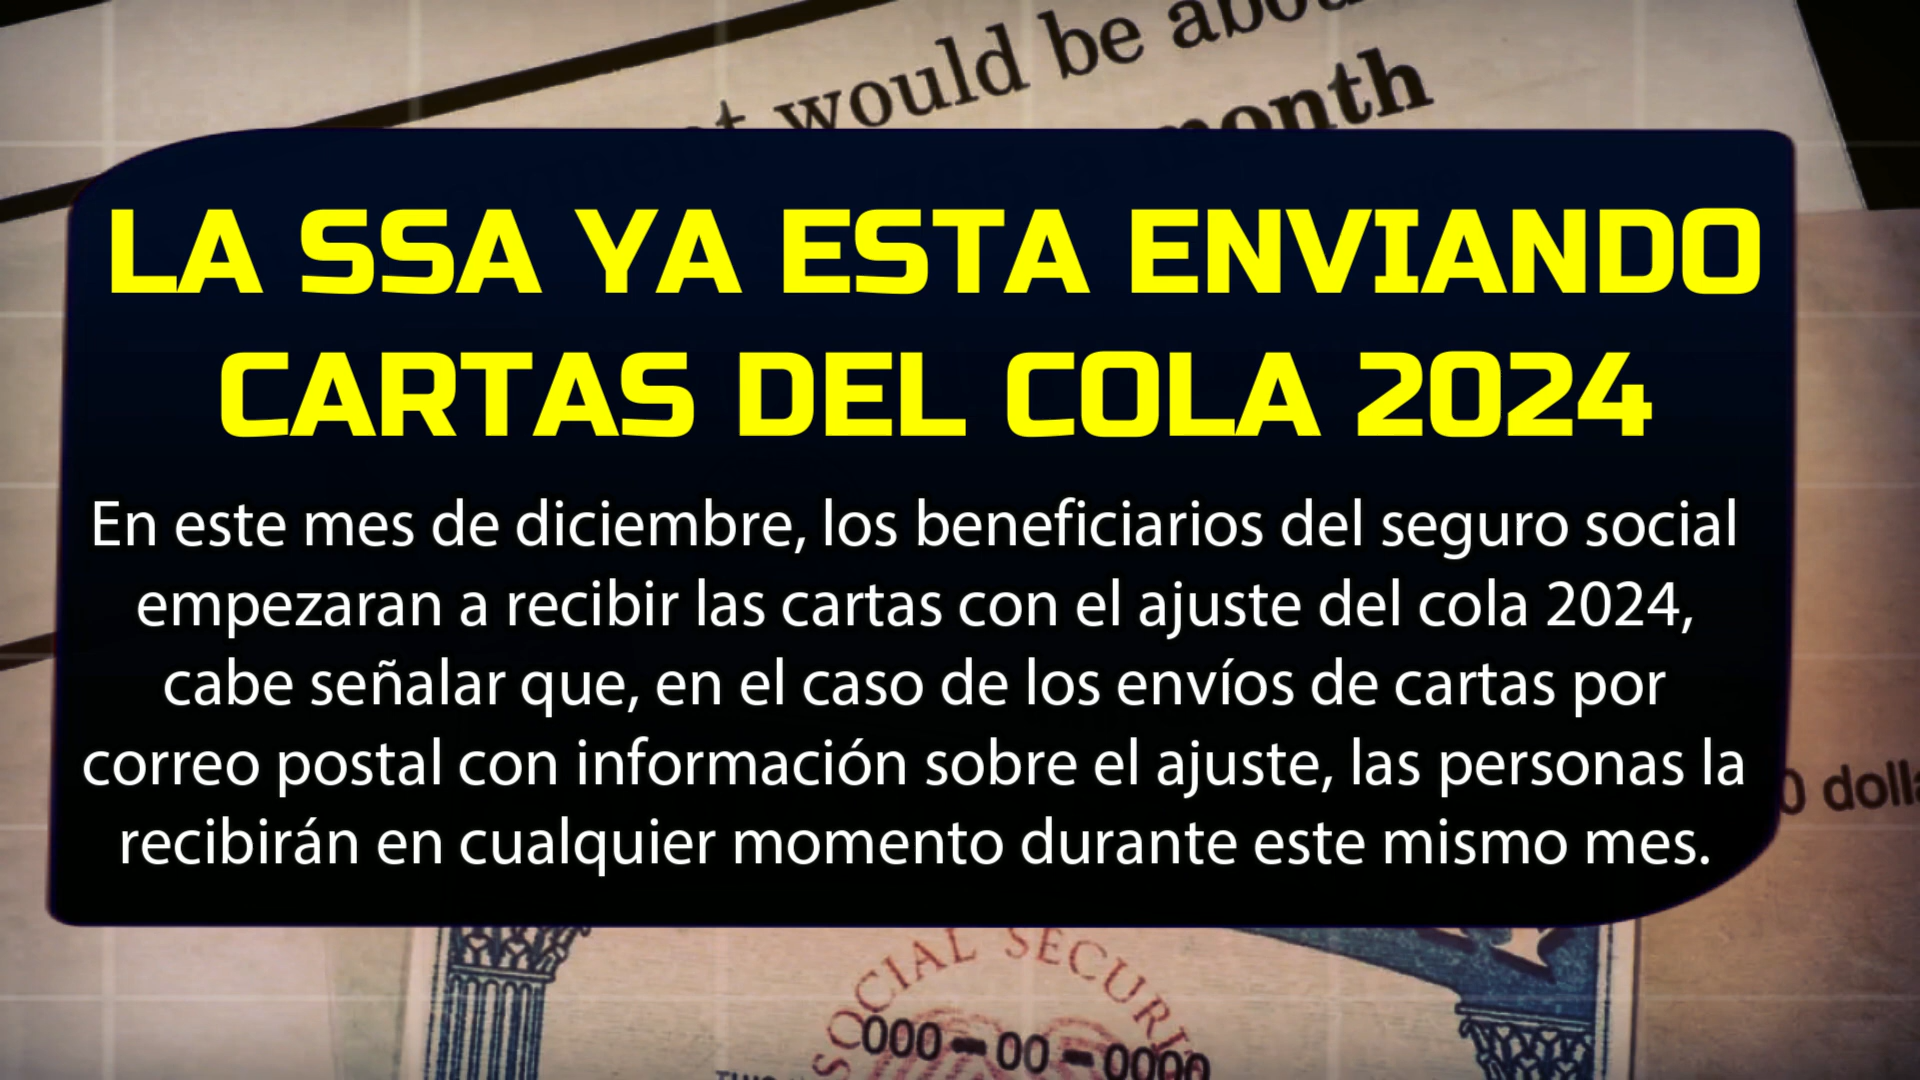 would be
month
LA SSA YA ESTA ENVIANDO
CARTAS DEL COLA 2024
En este mes de diciembre, los beneficiarios del seguro social
empezaran a recibir las cartas con el ajuste del cola 2024,
cabe señalar que, en el caso de los envíos de cartas por
correo postal con información sobre el ajuste, las personas la
recibirán en cualquier momento durante este mismo mes.
SOCIAL SECURI
000-00-0000